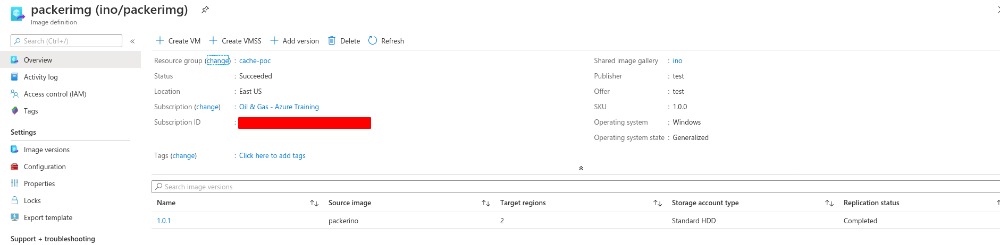 packerimg (ino/packerimg)
Image definition
Search (Ctrl+/)
«
Overview
Activity log
Access control (IAM)
Tags
Settings
Image versions
Configuration
Properties
Locks
Export template
Support + troubleshooting
Create VM Create VMSS Add version Delete Refresh
Resource group (change) : cache-poc
Status : Succeeded
Location : East US
Subscription (change) : Oil & Gas - Azure Training
Subscription ID :
Tags (change) : Click here to add tags
Shared image gallery : ino
Publisher : test
Offer : test
SKU : 1.0.0
Operating system : Windows
Operating system state : Generalized
Search image versions
Name Source image Target regions Storage account type Replication status
1.0.1 packerino 2 Standard HDD Completed